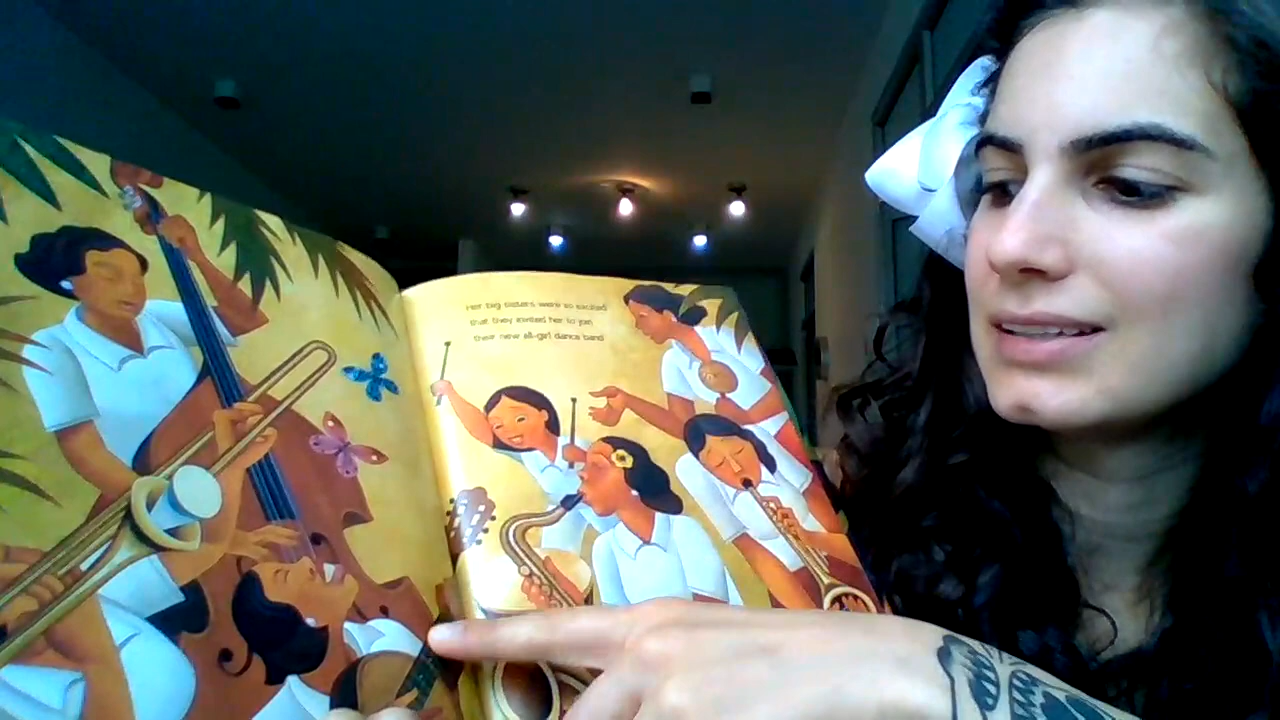 Her big sisters were so excited
that they invited her to join
their new all-girl dance band